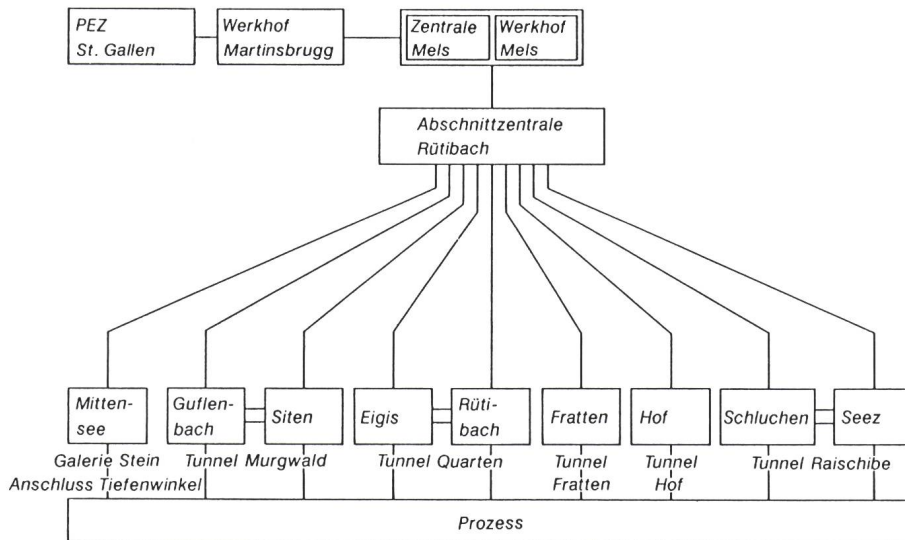 PEZ
St. Gallen
Werkhof
Martinsbrugg
Zentrale
Mels
Werkhof
Mels
Abschnittzentrale
Rütibach
Mitten-
see
Guflen-
bach
Siten
Eigis
Rüti-
bach
Fratten
Hof
Schluchen
Seez
Galerie Stein
Anschluss Tiefenwinkel
Tunnel Murgwald
Tunnel Quarten
Tunnel
Fratten
Tunnel
Hof
Tunnel Raischibe
Prozess